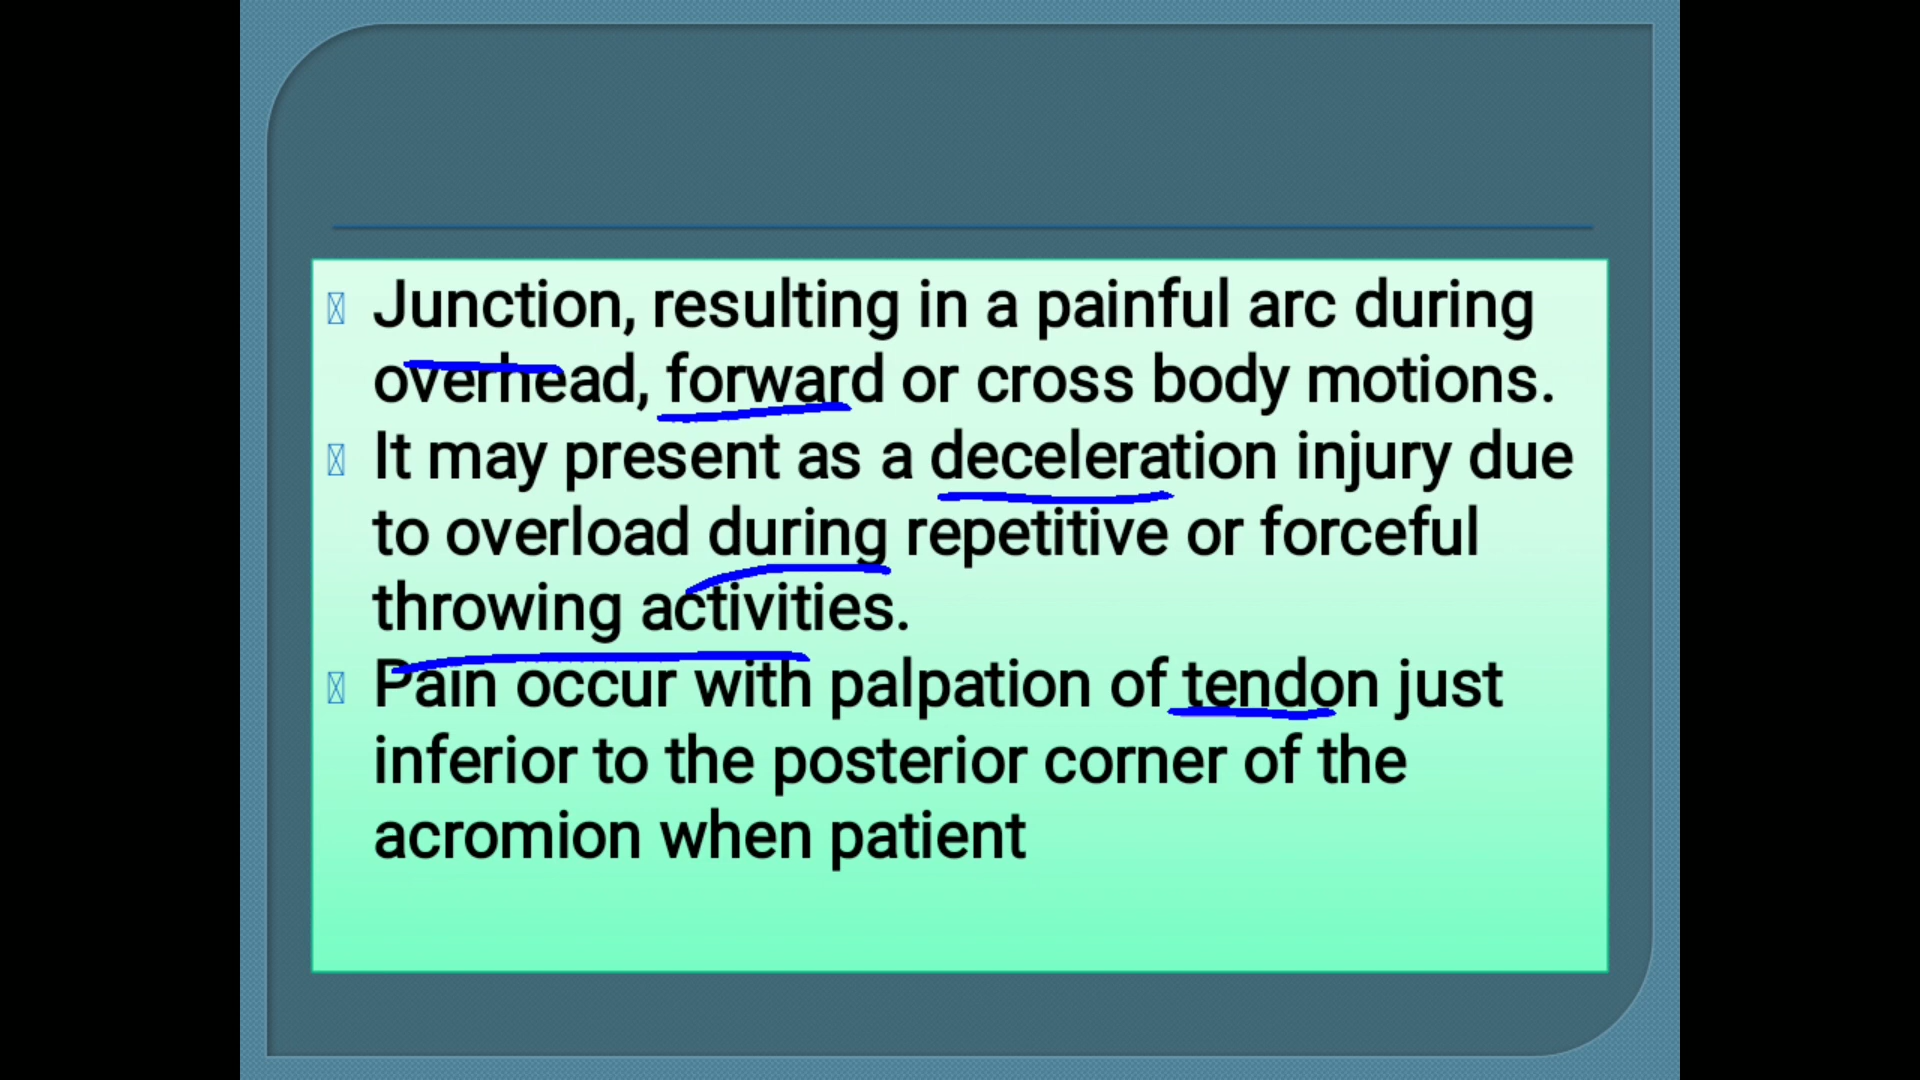 Junction, resulting in a painful arc during
overhead, forward or cross body motions.
It may present as a deceleration injury due
to overload during repetitive or forceful
throwing activities.
Pain occur with palpation of tendon just
inferior to the posterior corner of the
acromion when patient